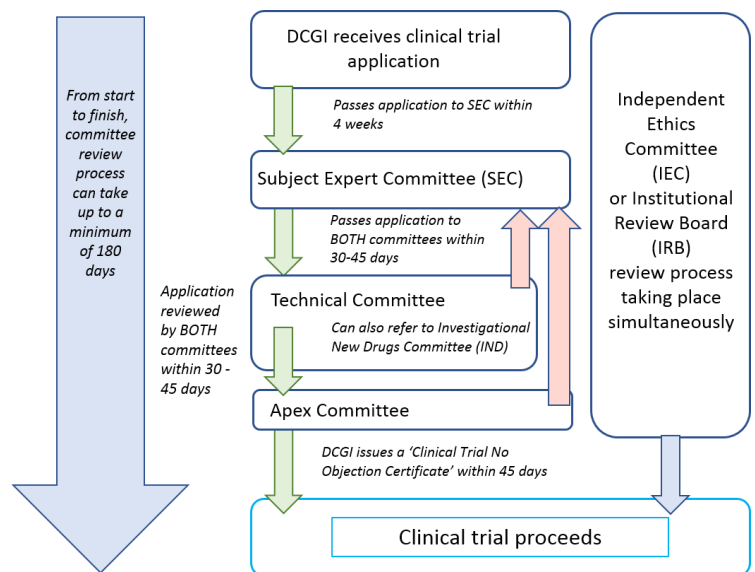 DCGI receives clinical trial
application
From start
to finish,
committee
review
process
can take
up to a
minimum
of 180
days
Passes application to SEC within
4 weeks
Independent
Ethics
Committee
(IEC)
or Institutional
Review Board
(IRB)
review process
taking place
simultaneously
Subject Expert Committee (SEC)
Passes application to
BOTH committees within
30-45 days
Application
reviewed
by BOTH
committees
within 30 -
45 days
Technical Committee
Can also refer to Investigational
New Drugs Committee (IND)
Apex Committee
DCGI issues a ‘Clinical Trial No
Objection Certificate’ within 45 days
Clinical trial proceeds